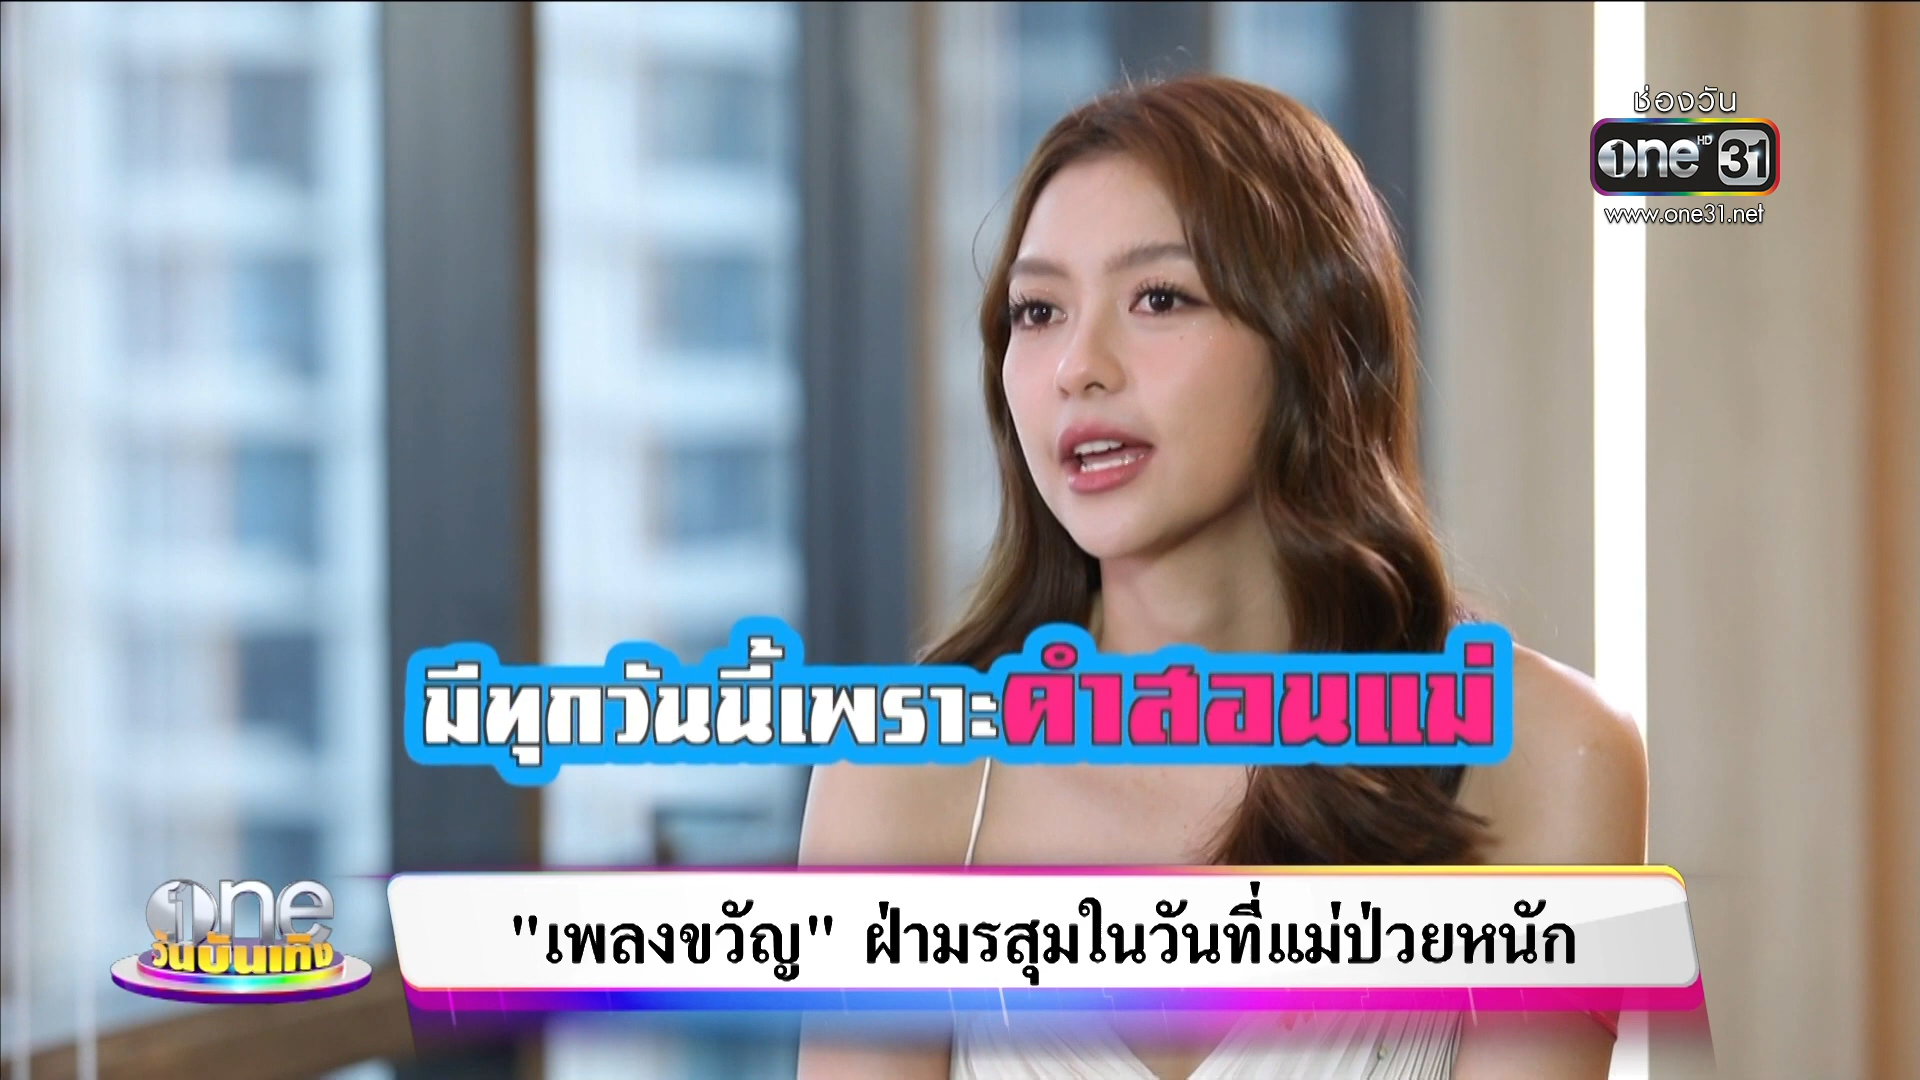 ช่องวัน
one HD 31
www.one31.net
มีทุกวันนี้เพราะคำสอนแม่
one
วันบันเทิง
"เพลงขวัญ" ฝ่ามรสุมในวันที่แม่ป่วยหนัก